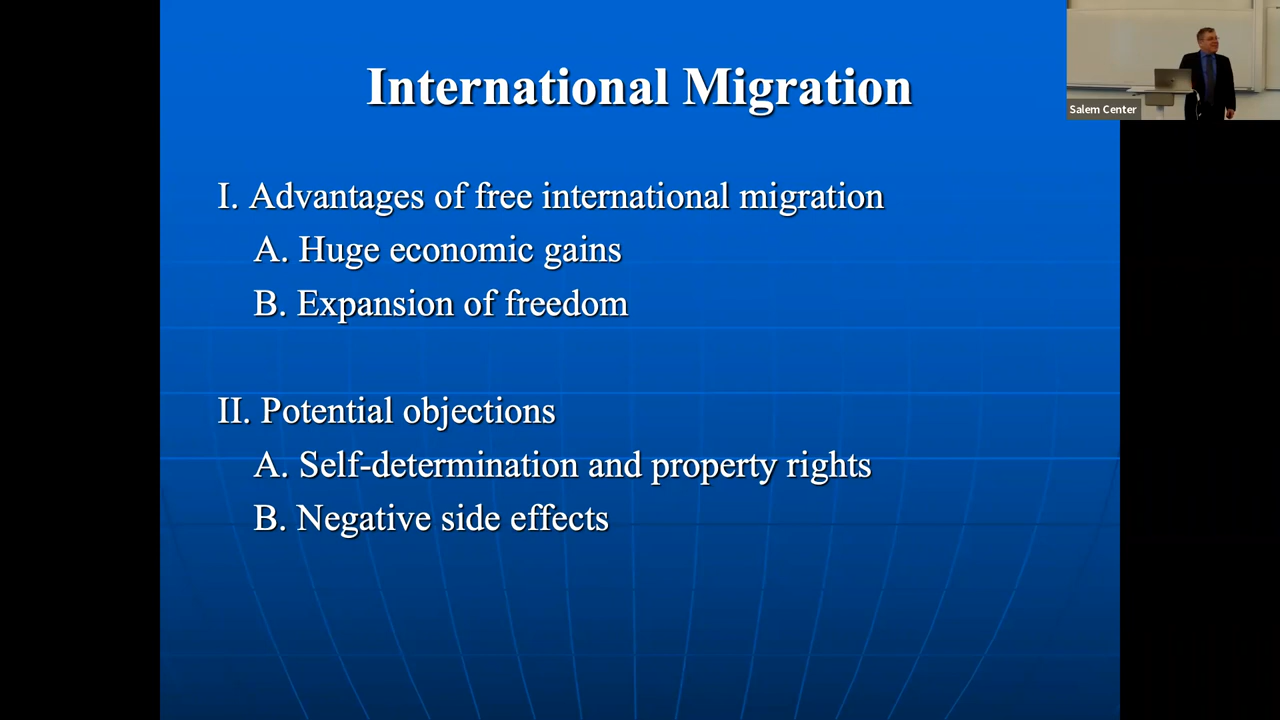 International Migration
Salem Center
I. Advantages of free international migration
A. Huge economic gains
B. Expansion of freedom
II. Potential objections
A. Self-determination and property rights
B. Negative side effects